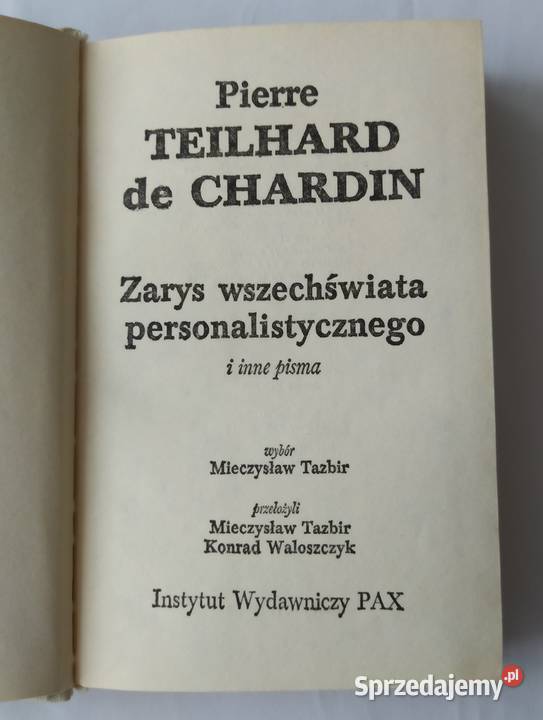 Pierre
TEILHARD
de CHARDIN
Zarys wszechświata
personalistycznego
i inne pisma
wybór
Mieczysław Tazbir
przełożyli
Mieczysław Tazbir
Konrad Waloszczyk
Instytut Wydawniczy PAX
Sprzedajemy.pl